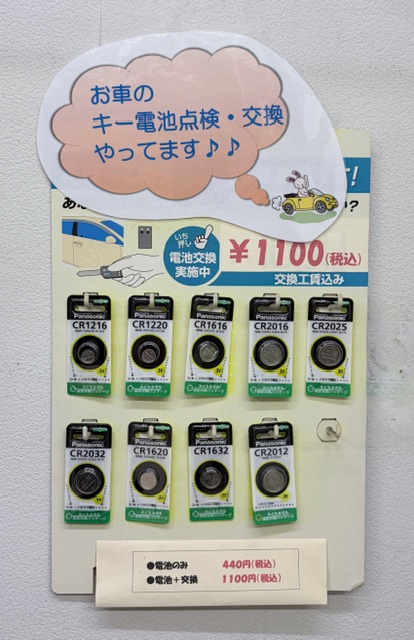 お車の
キー電池点検・交換
やってます♪♪
いち押し
電池交換
実施中
¥1100(税込)
交換工賃込み
Panasonic
CR1216
Panasonic
CR1220
Panasonic
CR1616
Panasonic
CR2016
Panasonic
CR2025
Panasonic
CR2032
Panasonic
CR1620
Panasonic
CR1632
Panasonic
CR2012
●電池のみ 440円(税込)
●電池+交換 1100円(税込)